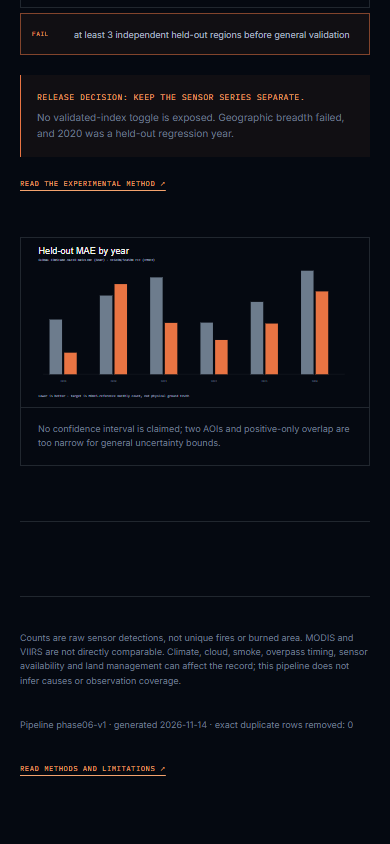 FAIL at least 3 independent held-out regions before general validation
RELEASE DECISION: KEEP THE SENSOR SERIES SEPARATE.
No validated-index toggle is exposed. Geographic breadth failed,
and 2020 was a held-out regression year.
READ THE EXPERIMENTAL METHOD ↗
Held-out MAE by year
No confidence interval is claimed; two AOIs and positive-only overlap are
too narrow for general uncertainty bounds.
Counts are raw sensor detections, not unique fires or burned area. MODIS and
VIIRS are not directly comparable. Climate, cloud, smoke, overpass timing, sensor
availability and land management can affect the record; this pipeline does not
infer causes or observation coverage.
Pipeline phase06-v1 · generated 2026-11-14 · exact duplicate rows removed: 0
READ METHODS AND LIMITATIONS ↗